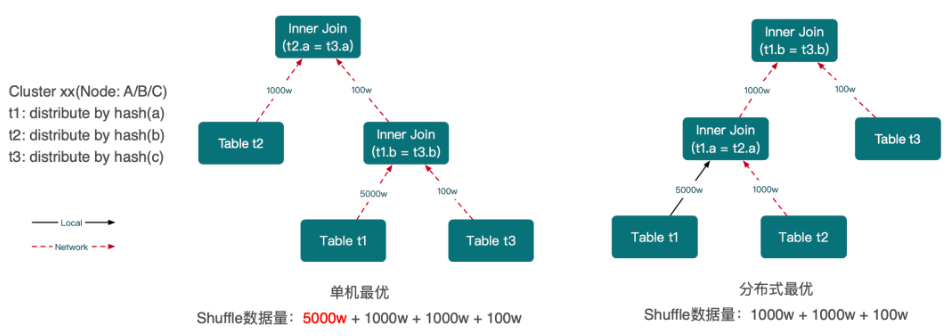 Cluster xx(Node: A/B/C)
t1: distribute by hash(a)
t2: distribute by hash(b)
t3: distribute by hash(c)
Local
Network
Inner Join
(t2.a = t3.a)
1000w
100w
Table t2
Inner Join
(t1.b = t3.b)
5000w
100w
Table t1
Table t3
单机最优
Shuffle数据量：5000w + 1000w + 1000w + 100w
Inner Join
(t1.b = t3.b)
1000w
100w
Inner Join
(t1.a = t2.a)
Table t3
5000w
1000w
Table t1
Table t2
分布式最优
Shuffle数据量：1000w + 1000w + 100w